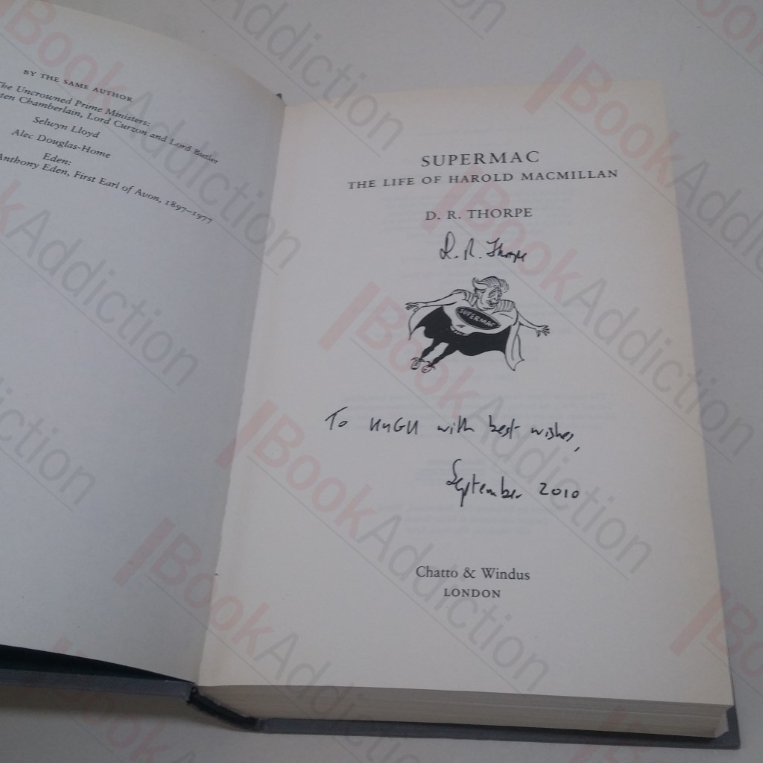 BY THE SAME AUTHOR
The Uncrowned Prime Ministers:
ten Chamberlain, Lord Curzon and Lord Butler
Selwyn Lloyd
Alec Douglas-Home
Eden:
Anthony Eden, First Earl of Avon, 1897–1977
SUPERMAC
THE LIFE OF HAROLD MACMILLAN
D. R. THORPE
D. R. Thorpe
SUPERMAC
To HUGH with best wishes,
September 2010
Chatto & Windus
LONDON
BookAddiction